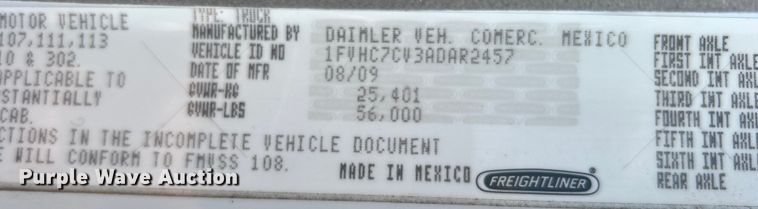 MOTOR VEHICLE
107,111,113
10 & 302.
APPLICABLE TO
STANTIALLY
CAB.
CTIONS IN THE INCOMPLETE VEHICLE DOCUMENT
E WILL CONFORM TO FMVSS 108.
TYPE: TRUCK
MANUFACTURED BY DAIMLER VEH. COMERC. MEXICO
VEHICLE ID NO 1FVHC7CV3ADAR2457
DATE OF MFR 08/09
GVWR-KG 25,401
GVWR-LBS 56,000
MADE IN MEXICO FREIGHTLINER
FRONT AXLE
FIRST INT AXLE
SECOND INT AXLE
THIRD INT AXLE
FOURTH INT AXLE
FIFTH INT AXLE
SIXTH INT AXLE
REAR AXLE
Purple Wave Auction